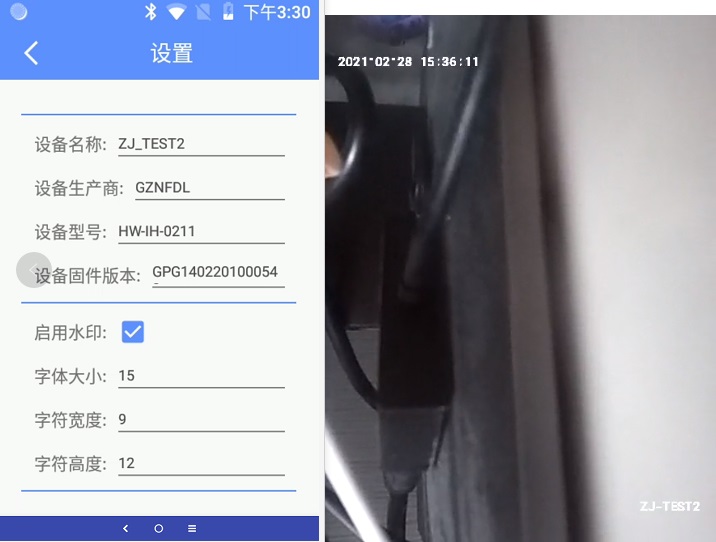 下午3:30
设置
设备名称: ZJ_TEST2
设备生产商: GZNFDL
设备型号: HW-IH-0211
设备固件版本: GPG140220100054
启用水印:
字体大小: 15
字符宽度: 9
字符高度: 12
2021-02-28 15:36:11
ZJ-TEST2